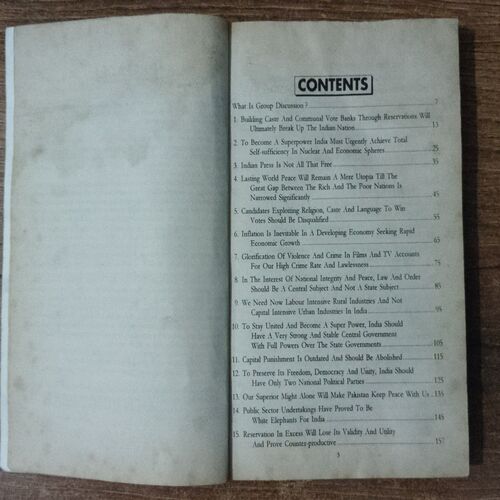 CONTENTS
What Is Group Discussion ? 7
1. Building Caste And Communal Vote Banks Through Reservations Will
Ultimately Break Up The Indian Nation 13
2. To Become A Superpower India Must Urgently Achieve Total
Self-sufficiency in Nuclear And Economic Spheres 25
3. Indian Press Is Not All That Free 35
4. Lasting World Peace Will Remain A Mere Utopia Till The
Great Gap Between The Rich And The Poor Nations Is
Narrowed Significantly 45
5. Candidates Exploiting Religion, Caste And Language To Win
Votes Should Be Disqualified 55
6. Inflation Is Inevitable In A Developing Economy Seeking Rapid
Economic Growth 65
7. Glorification Of Violence And Crime In Films And TV Accounts
For Our High Crime Rate And Lawlessness 75
8. In The Interest Of National Integrity And Peace, Law And Order
Should Be A Central Subject And Not A State Subject 85
9. We Need Now Labour Intensive Rural Industries And Not
Capital Intensive Urban Industries In India 95
10. To Stay United And Become A Super Power, India Should
Have A Very Strong And Stable Central Government
With Full Powers Over The State Governments 105
11. Capital Punishment Is Outdated And Should Be Abolished 115
12. To Preserve Its Freedom, Democracy And Unity, India Should
Have Only Two National Political Parties 125
13. Our Superior Might Alone Will Make Pakistan Keep Peace With Us 135
14. Public Sector Undertakings Have Proved To Be
White Elephants For India 145
15. Reservation In Excess Will Lose Its Validity And Utility
And Prove Counter-productive 157
5